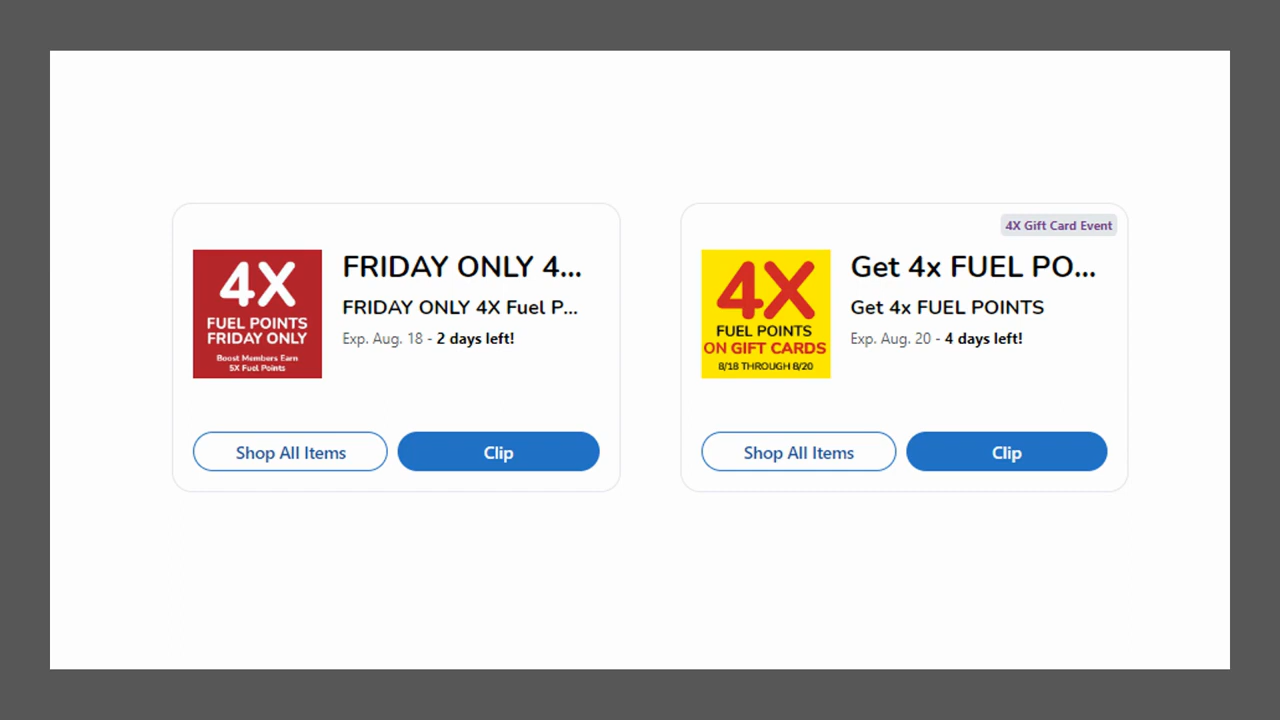 4X
FUEL POINTS
FRIDAY ONLY
Boost Members Earn
5X Fuel Points
FRIDAY ONLY 4...
FRIDAY ONLY 4X Fuel P...
Exp. Aug. 18 - 2 days left!
Shop All Items
Clip
4X Gift Card Event
4X
FUEL POINTS
ON GIFT CARDS
8/18 THROUGH 8/20
Get 4x FUEL PO...
Get 4x FUEL POINTS
Exp. Aug. 20 - 4 days left!
Shop All Items
Clip